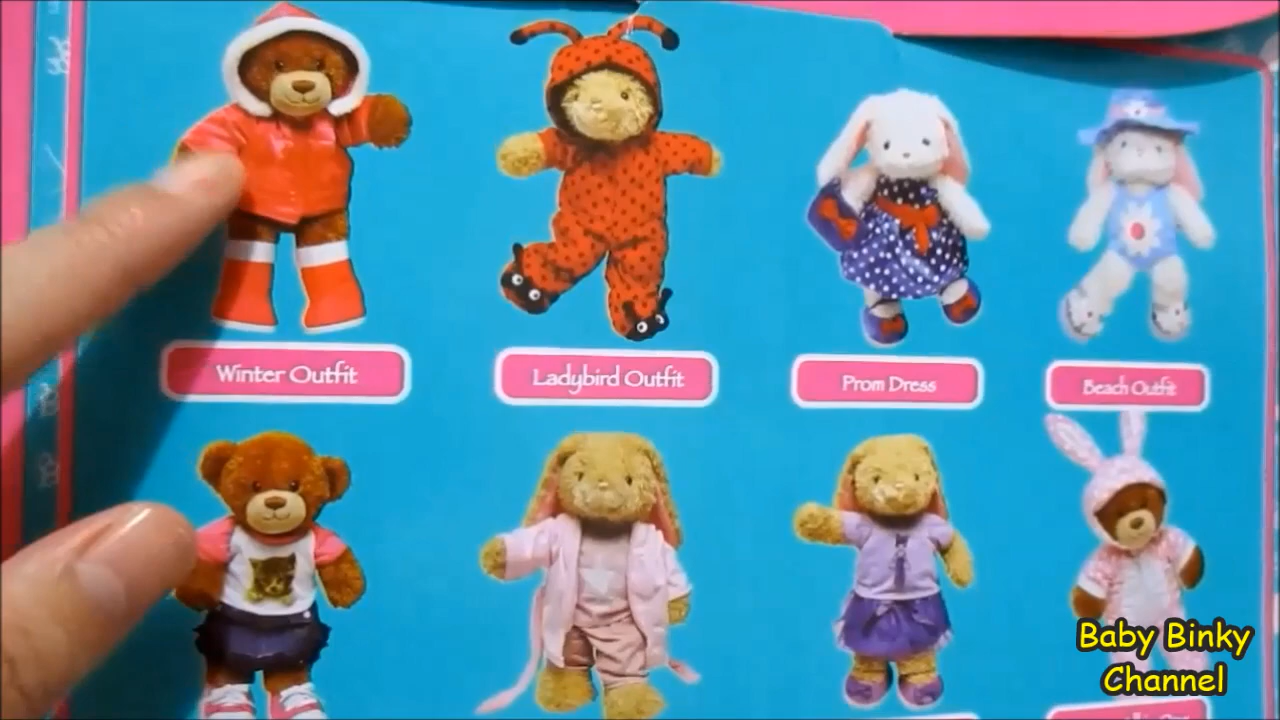 Winter Outfit
Ladybird Outfit
Prom Dress
Beach Outfit
Baby Binky
Channel